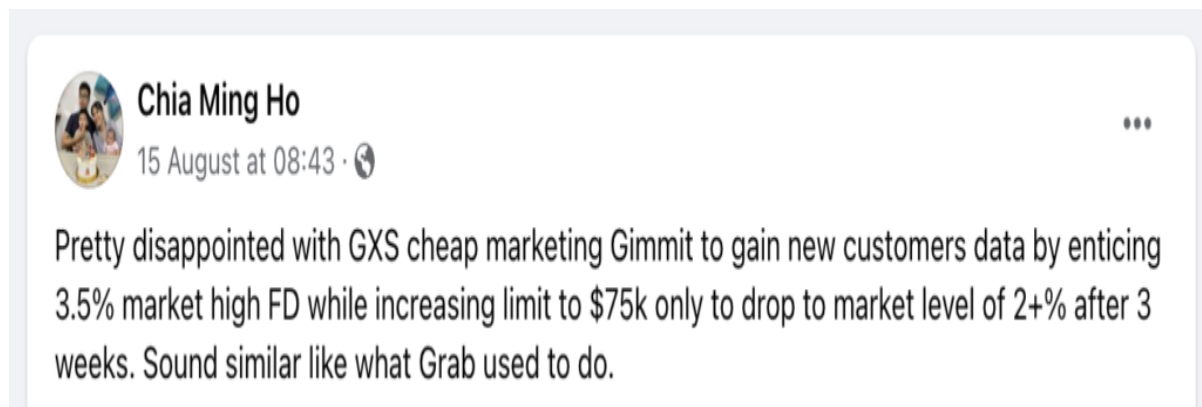 Chia Ming Ho
15 August at 08:43 ·
Pretty disappointed with GXS cheap marketing Gimmit to gain new customers data by enticing
3.5% market high FD while increasing limit to $75k only to drop to market level of 2+% after 3
weeks. Sound similar like what Grab used to do.